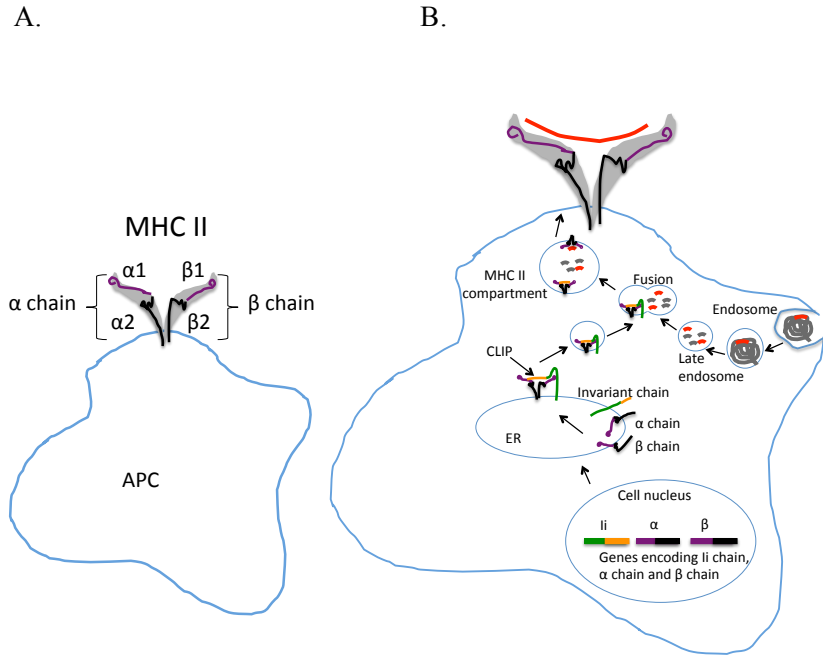 A.
B.
MHC II
α1
β1
α chain
β chain
α2
β2
APC
MHC II
compartment
Fusion
Endosome
Late
endosome
CLIP
Invariant chain
α chain
β chain
ER
Cell nucleus
Ii
α
β
Genes encoding Ii chain,
α chain and β chain